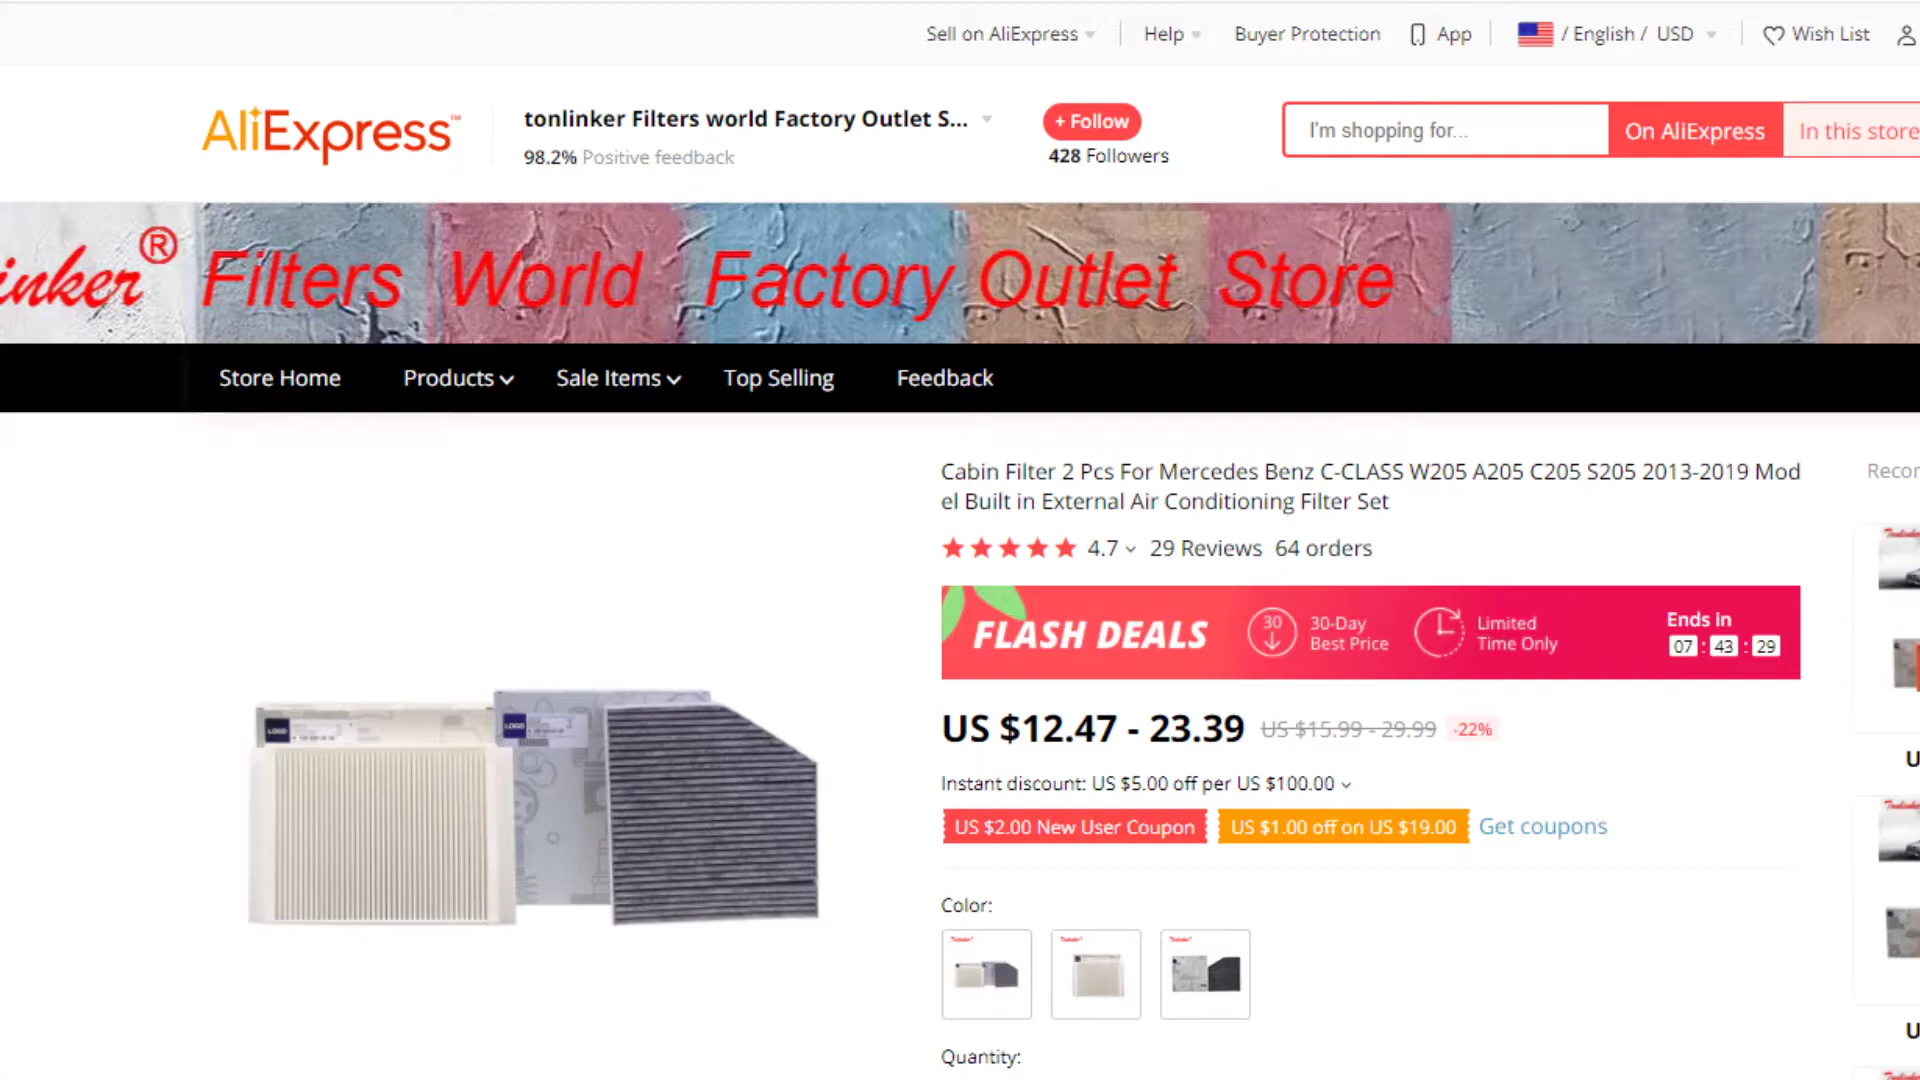 Sell on AliExpress
Help
Buyer Protection
App
/ English / USD
Wish List
AliExpress™
tonlinker Filters world Factory Outlet S...
98.2% Positive feedback
+ Follow
428 Followers
I'm shopping for...
On AliExpress
In this store
inker® Filters World Factory Outlet Store
Store Home
Products
Sale Items
Top Selling
Feedback
Cabin Filter 2 Pcs For Mercedes Benz C-CLASS W205 A205 C205 S205 2013-2019 Mod
el Built in External Air Conditioning Filter Set
4.7
29 Reviews
64 orders
Recor
FLASH DEALS
30
30-Day
Best Price
Limited
Time Only
Ends in
07 : 43 : 29
US $12.47 - 23.39
US $15.99 - 29.99
-22%
Instant discount: US $5.00 off per US $100.00
US $2.00 New User Coupon
US $1.00 off on US $19.00
Get coupons
LOGO
LOGO
Color:
Quantity: